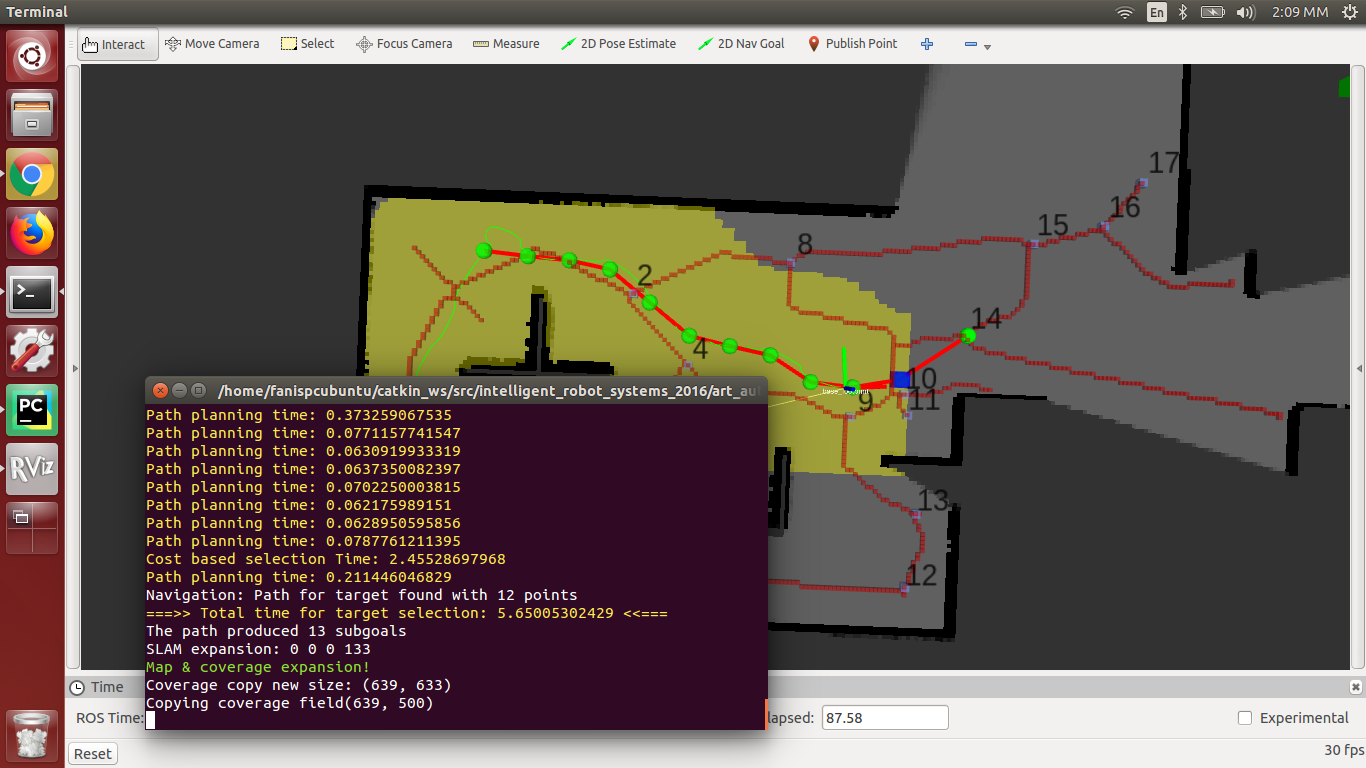 Terminal
En
2:09 MM
Interact
Move Camera
Select
Focus Camera
Measure
2D Pose Estimate
2D Nav Goal
Publish Point
17
16
15
8
2
14
4
10
9
11
13
12
/home/fanispcubuntu/catkin_ws/src/intelligent_robot_systems_2016/art_au
Path planning time: 0.373259067535
Path planning time: 0.0771157741547
Path planning time: 0.0630919933319
Path planning time: 0.0637350082397
Path planning time: 0.0702250003815
Path planning time: 0.062175989151
Path planning time: 0.0628950595856
Path planning time: 0.0787761211395
Cost based selection Time: 2.45528697968
Path planning time: 0.211446046829
Navigation: Path for target found with 12 points
===>> Total time for target selection: 5.65005302429 <<===
The path produced 13 subgoals
SLAM expansion: 0 0 0 133
Map & coverage expansion!
Coverage copy new size: (639, 633)
Copying coverage field(639, 500)
PC
RViz
Time
ROS Time:
lapsed:
87.58
Experimental
Reset
30 fps